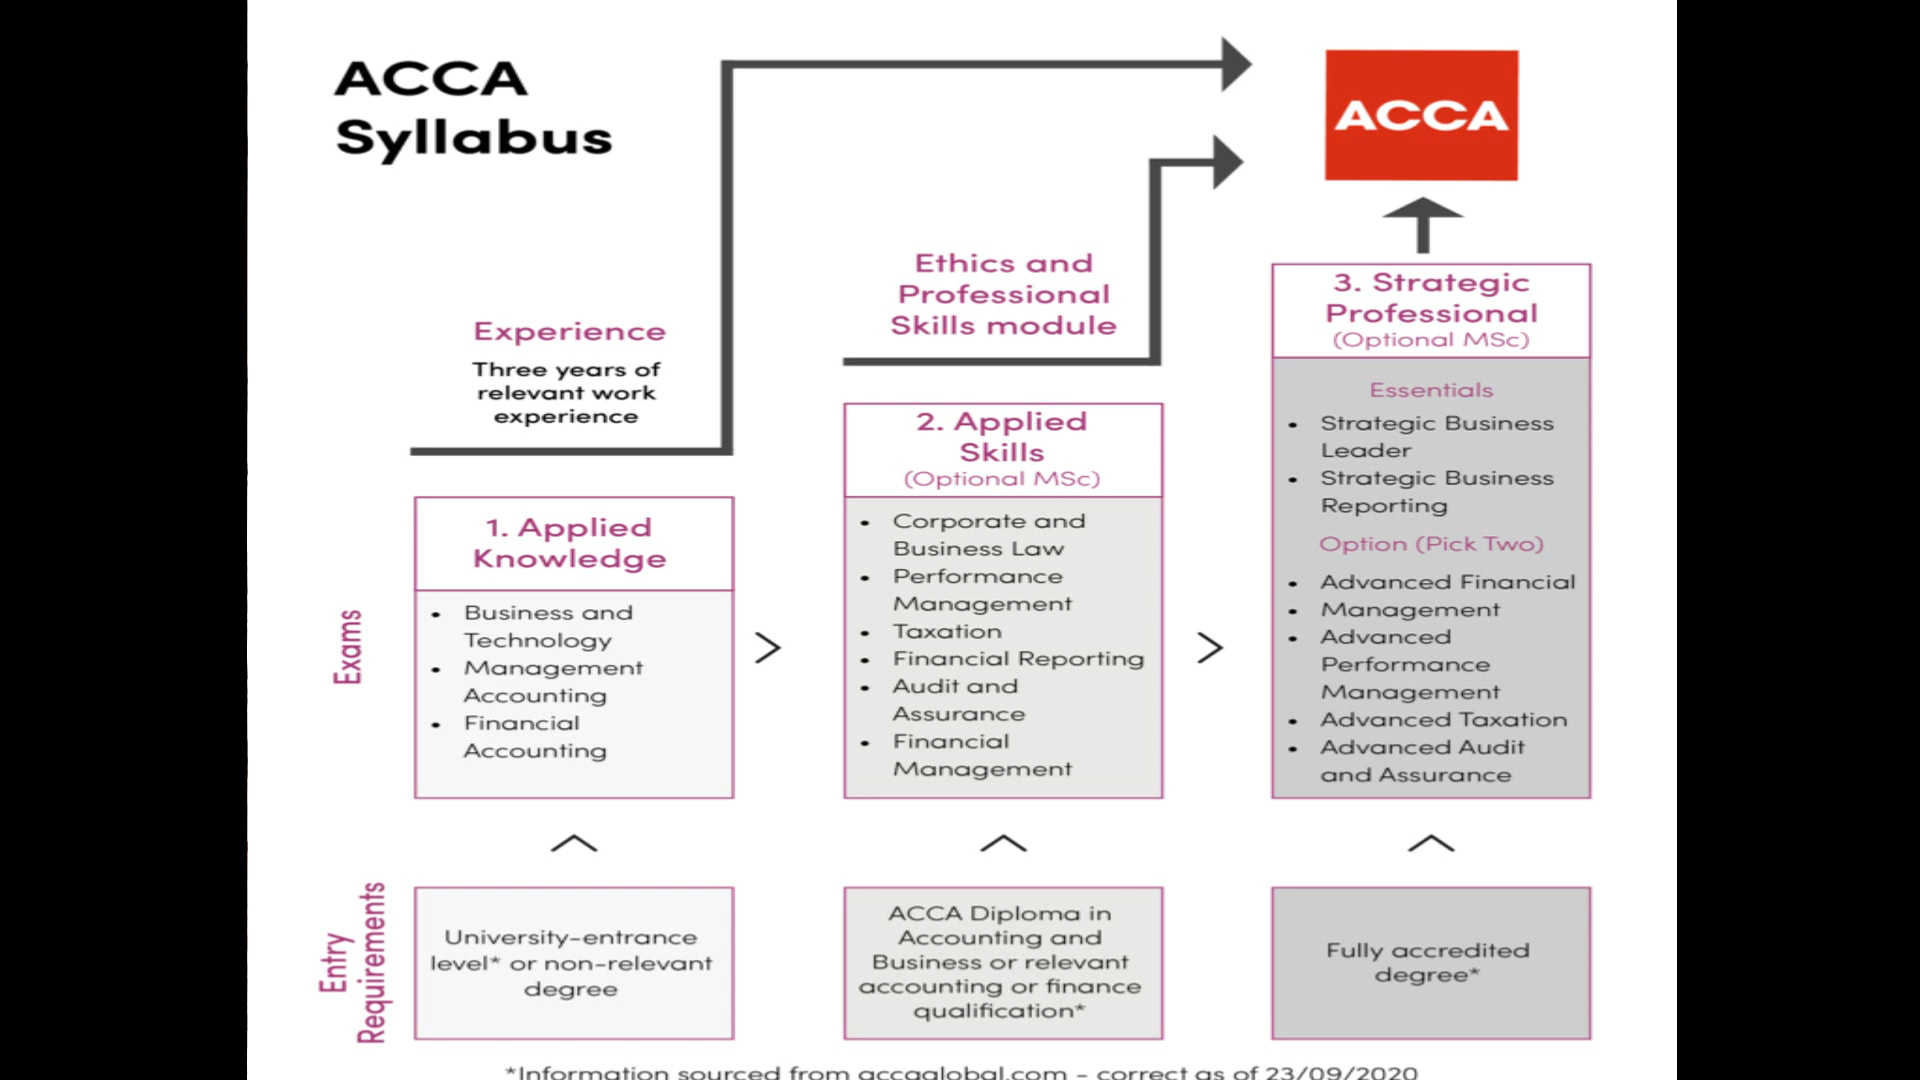 ACCA
Syllabus
ACCA
Experience
Three years of
relevant work
experience
Ethics and
Professional
Skills module
1. Applied
Knowledge
• Business and
Technology
• Management
Accounting
• Financial
Accounting
2. Applied
Skills
(Optional MSc)
• Corporate and
Business Law
• Performance
Management
• Taxation
• Financial Reporting
• Audit and
Assurance
• Financial
Management
3. Strategic
Professional
(Optional MSc)
Essentials
• Strategic Business
Leader
• Strategic Business
Reporting
Option (Pick Two)
• Advanced Financial
• Management
• Advanced
Performance
Management
• Advanced Taxation
• Advanced Audit
and Assurance
Exams
Entry
Requirements
University-entrance
level* or non-relevant
degree
ACCA Diploma in
Accounting and
Business or relevant
accounting or finance
qualification*
Fully accredited
degree*
*Information sourced from accaglobal.com - correct as of 23/09/2020